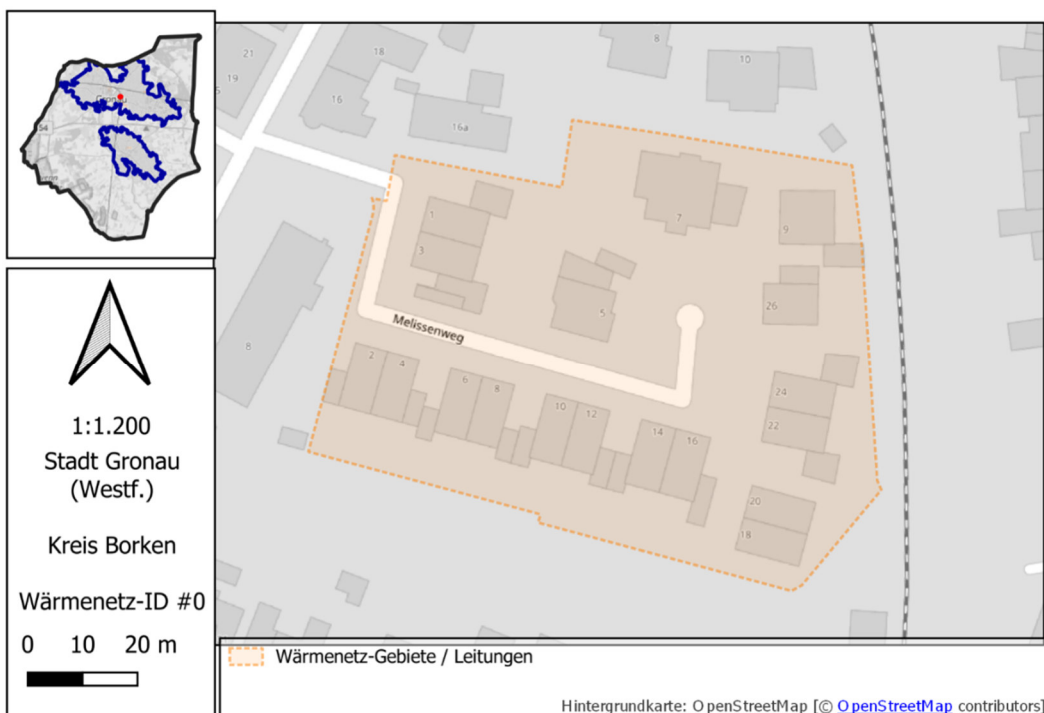 Gronau
54
1:1.200
Stadt Gronau
(Westf.)
Kreis Borken
Wärmenetz-ID #0
0 10 20 m
21
19
18
16
16a
8
10
8
1
3
7
9
5
26
Melissenweg
2
4
6
8
10
12
14
16
24
22
20
18
Wärmenetz-Gebiete / Leitungen
Hintergrundkarte: OpenStreetMap [© OpenStreetMap contributors]